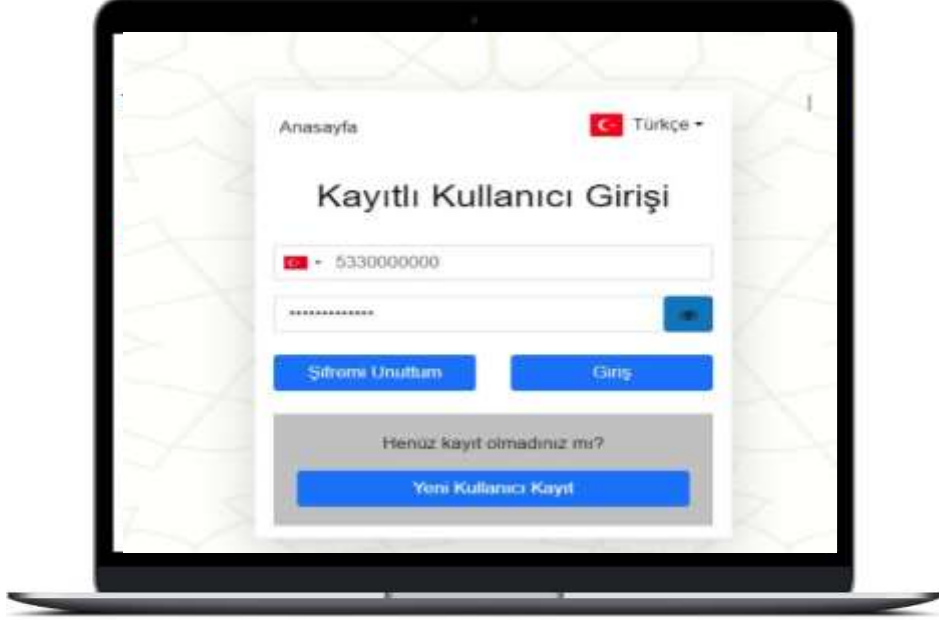 Anasayfa
Türkçe
Kayıtlı Kullanıcı Girişi
5330000000
•••••••••••••
Şifremi Unuttum
Giriş
Henüz kayıt olmadınız mı?
Yeni Kullanıcı Kayıt